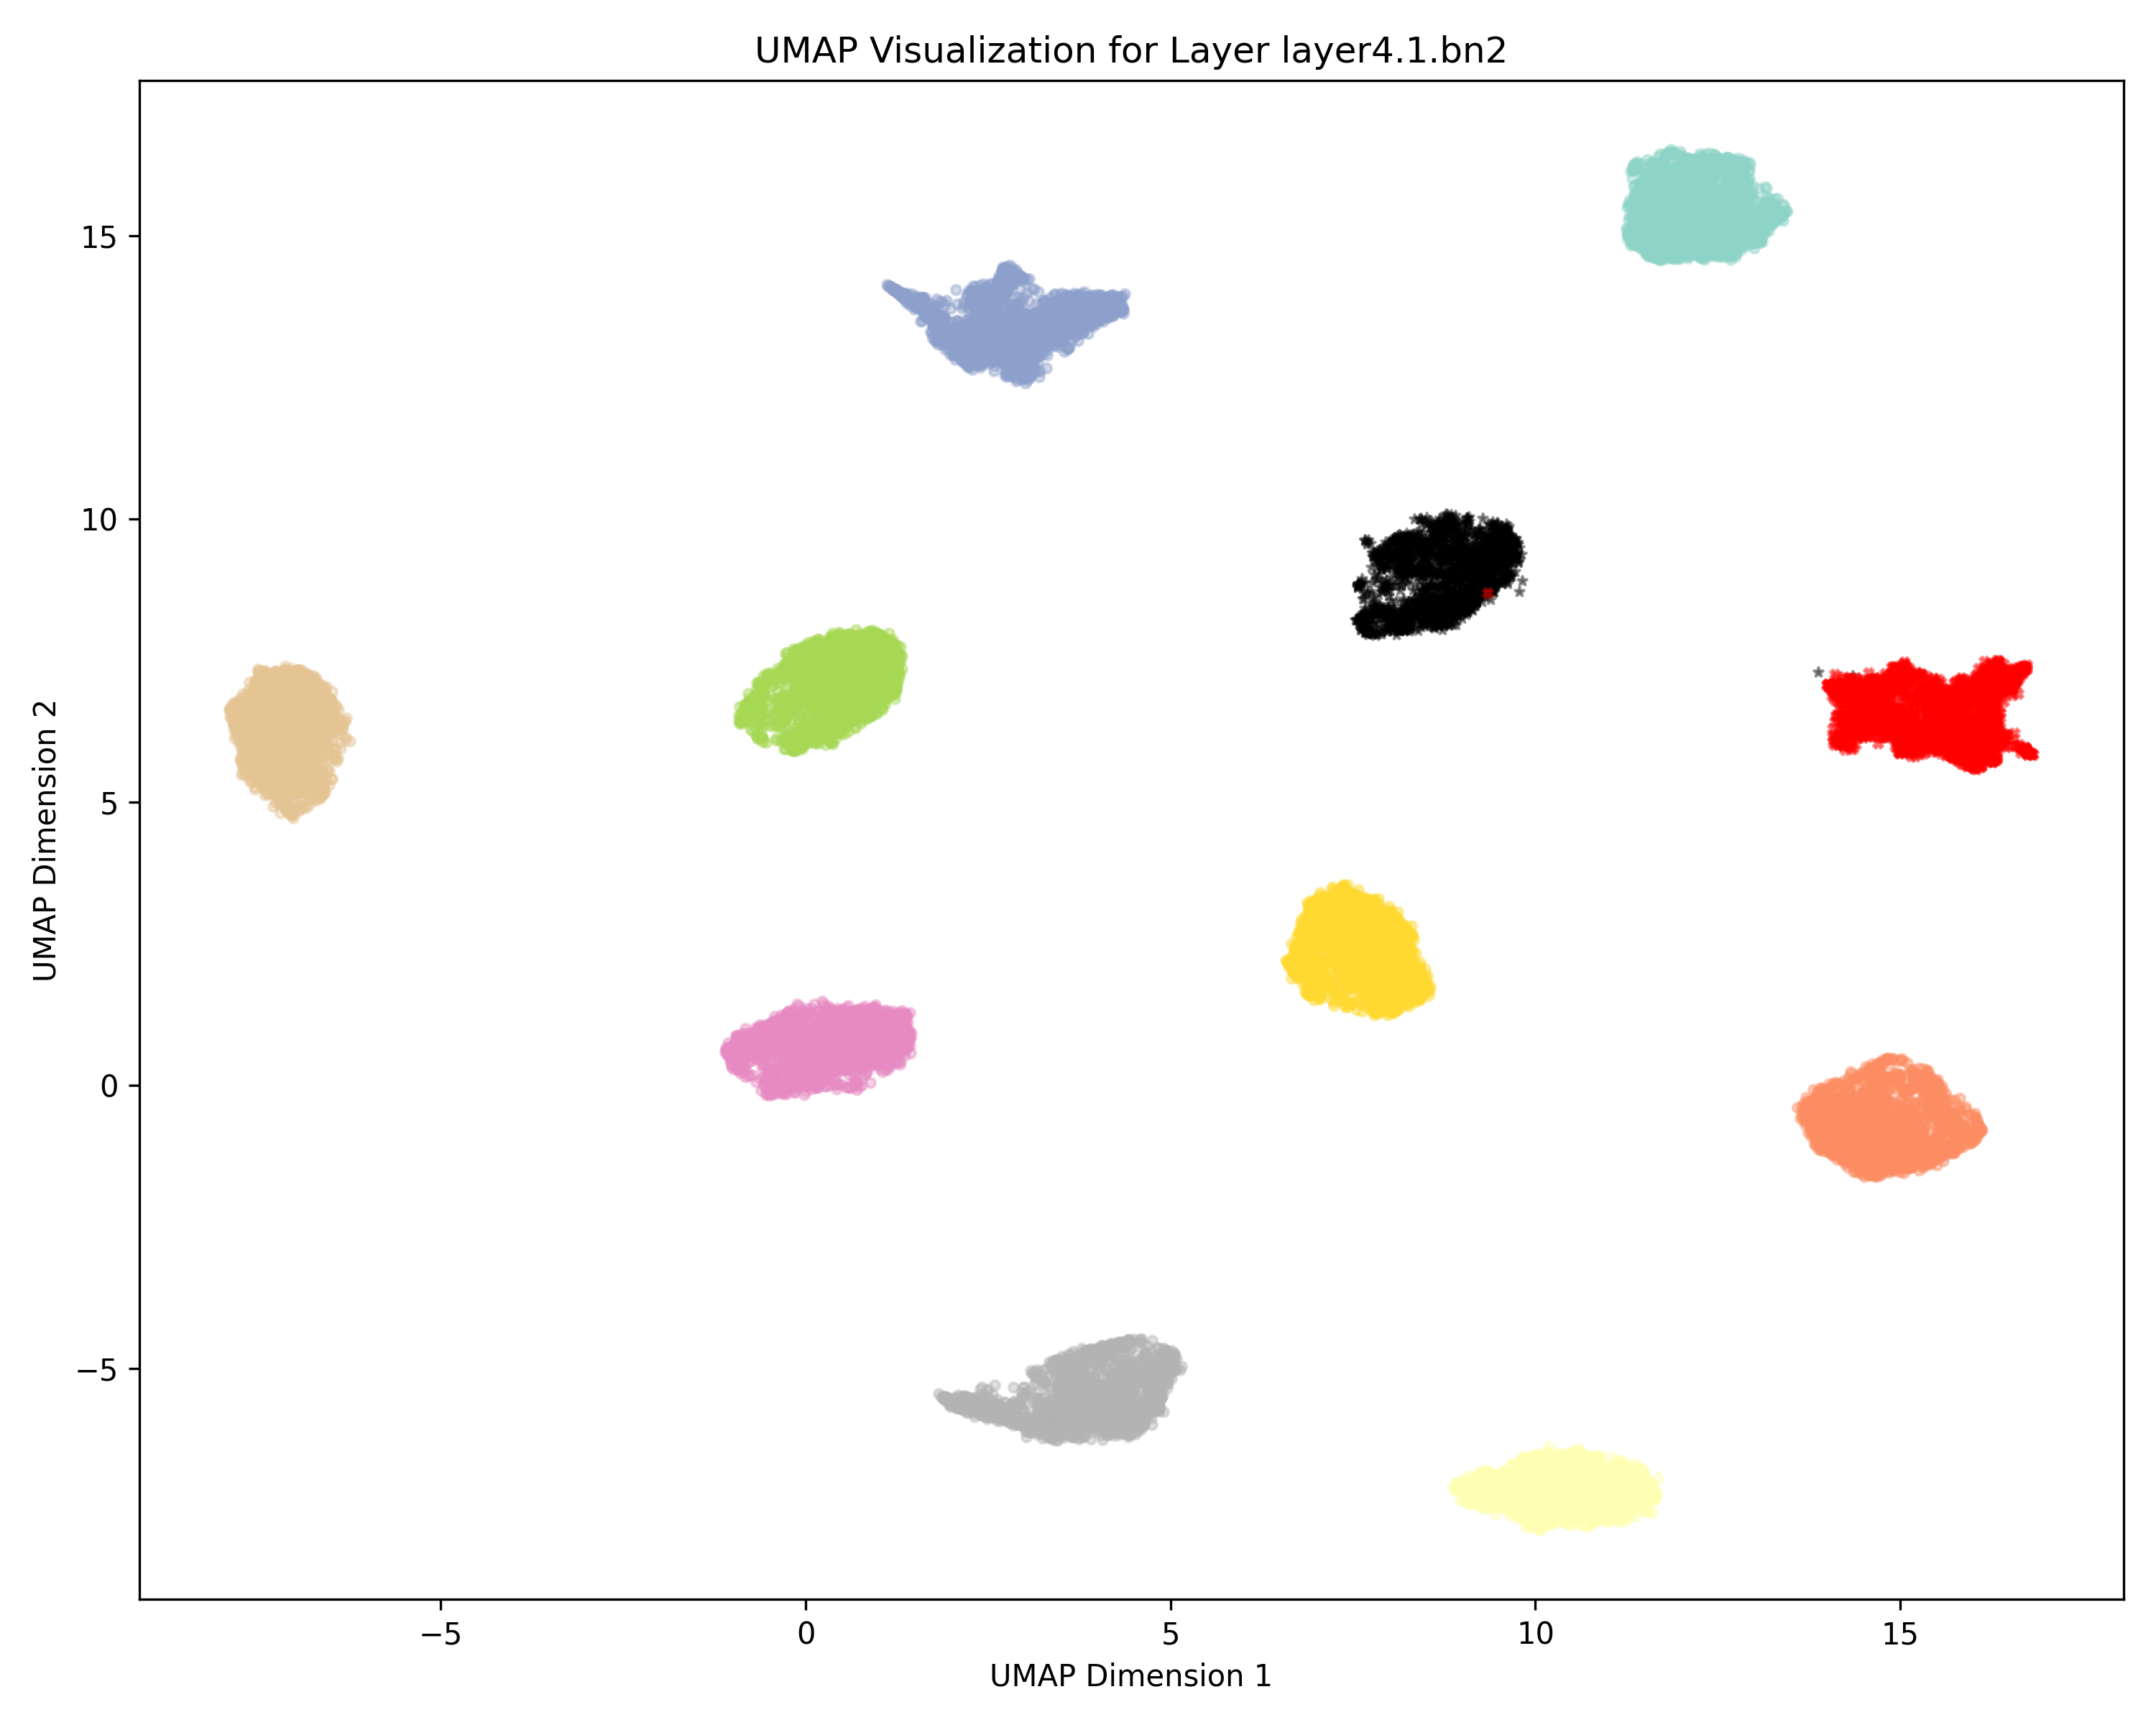 UMAP Visualization for Layer layer4.1.bn2
15
10
5
0
−5
UMAP Dimension 2
−5 0 5 10 15
UMAP Dimension 1